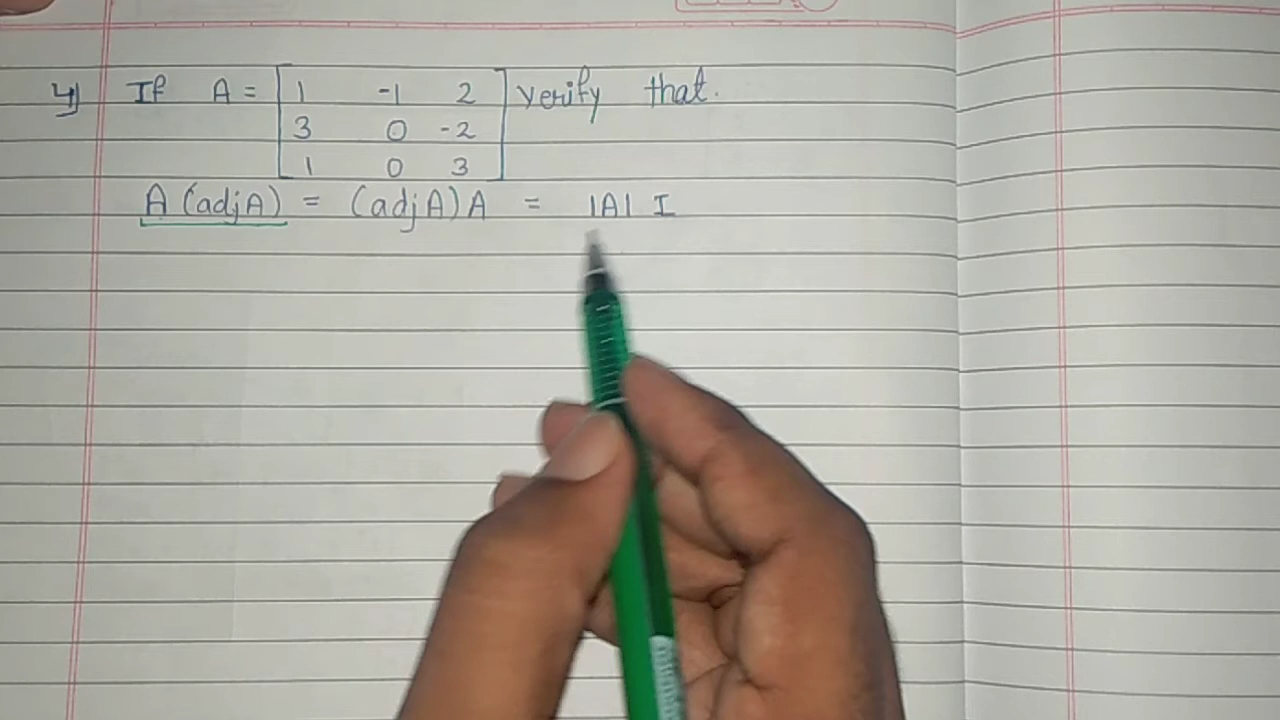 4) If A = [ 1 -1 2 ] verify that.
3 0 -2
1 0 3
A (adjA) = (adjA) A = |A| I